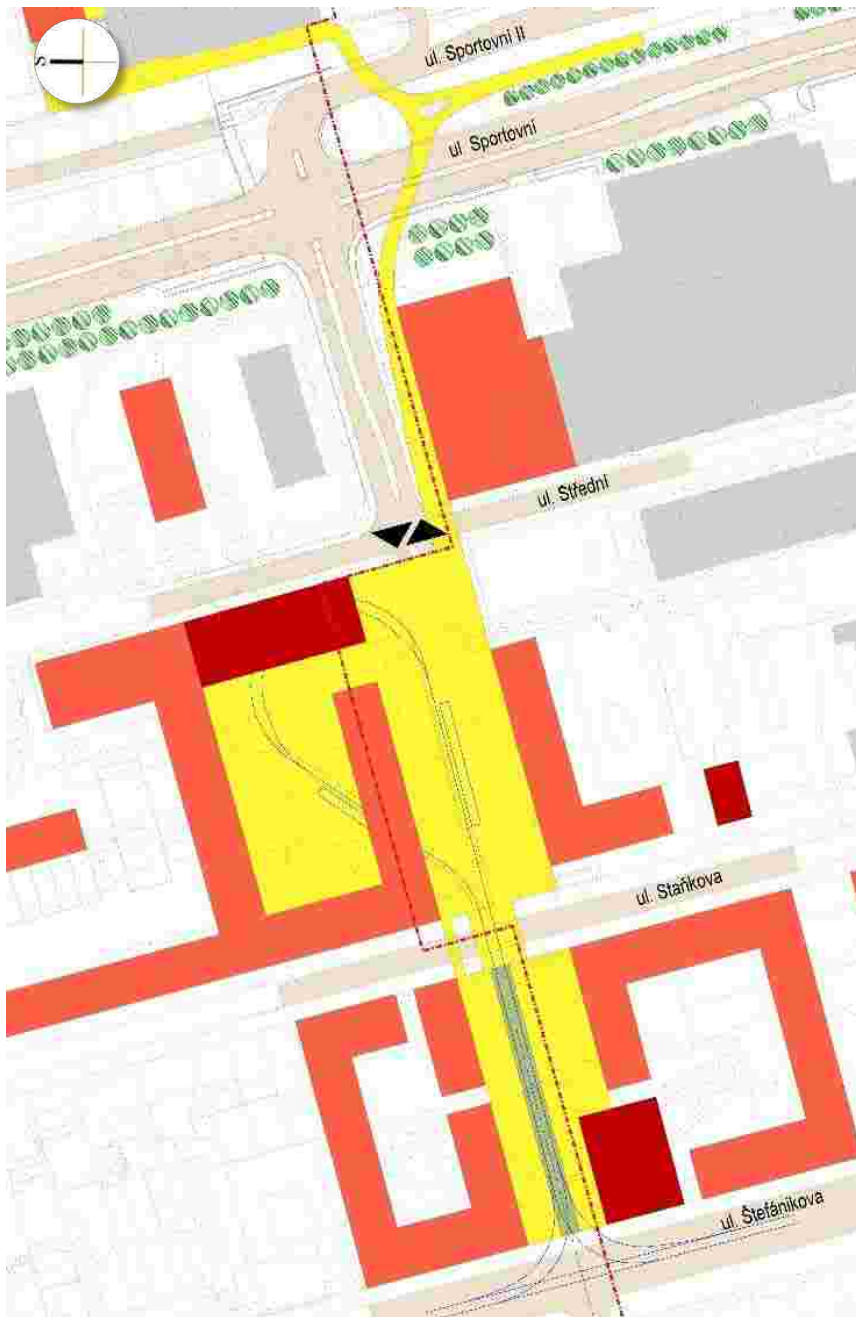 S
ul. Sportovní II
ul Sportovní
ul. Střední
ul. Staňkova
ul. Štefánikova